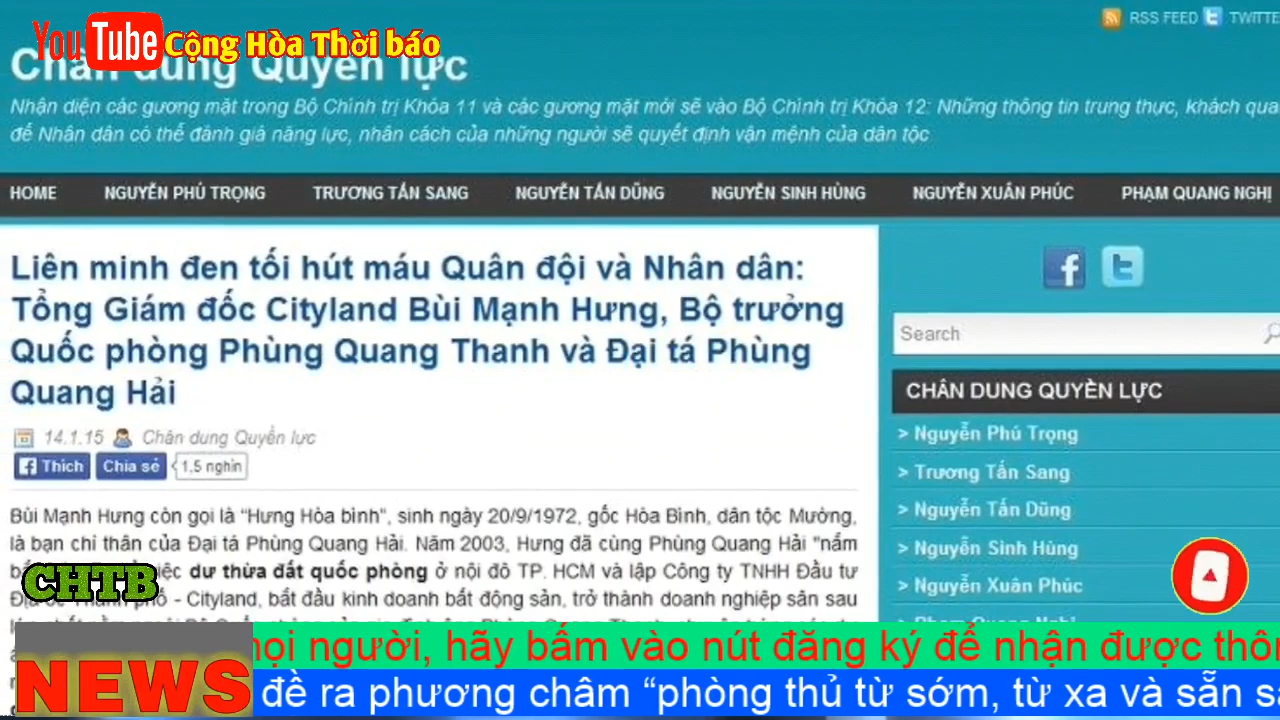 RSS FEED
YouTube Cộng Hòa Thời báo
Chân dung Quyền lực
Nhận diện các gương mặt trong Bộ Chính trị Khóa 11 và các gương mặt mới sẽ vào Bộ Chính trị Khóa 12: Những thông tin trung thực, khách
để Nhân dân có thể đánh giá năng lực, nhân cách của những người sẽ quyết định vận mệnh của dân tộc
HOME NGUYỄN PHÚ TRỌNG TRƯƠNG TẤN SANG NGUYỄN TẤN DŨNG NGUYỄN SINH HÙNG NGUYỄN XUÂN PHÚC PHẠM QUANG NGHỊ
Liên minh đen tối hút máu Quân đội và Nhân dân:
Tổng Giám đốc Cityland Bùi Mạnh Hưng, Bộ trưởng
Quốc phòng Phùng Quang Thanh và Đại tá Phùng
Quang Hải
14.1.15 Chân dung Quyền lực
Thích Chia sẻ 1,5 nghìn
Search
CHÂN DUNG QUYỀN LỰC
> Nguyễn Phú Trọng
> Trương Tấn Sang
> Nguyễn Tấn Dũng
> Nguyễn Sinh Hùng
> Nguyễn Xuân Phúc
Bùi Mạnh Hưng còn gọi là "Hưng Hòa bình", sinh ngày 20/9/1972, gốc Hòa Bình, dân tộc Mường,
là bạn chí thân của Đại tá Phùng Quang Hải. Năm 2003, Hưng đã cùng Phùng Quang Hải "nắm
dư thừa đất quốc phòng ở nội đô TP. HCM và lập Công ty TNHH Đầu tư
CHTB
- Cityland, bắt đầu kinh doanh bất động sản, trở thành doanh nghiệp sân sau
người, hãy bấm vào nút đăng ký để nhận được
NEWS
đề ra phương châm “phòng thủ từ sớm, từ xa và sẵn